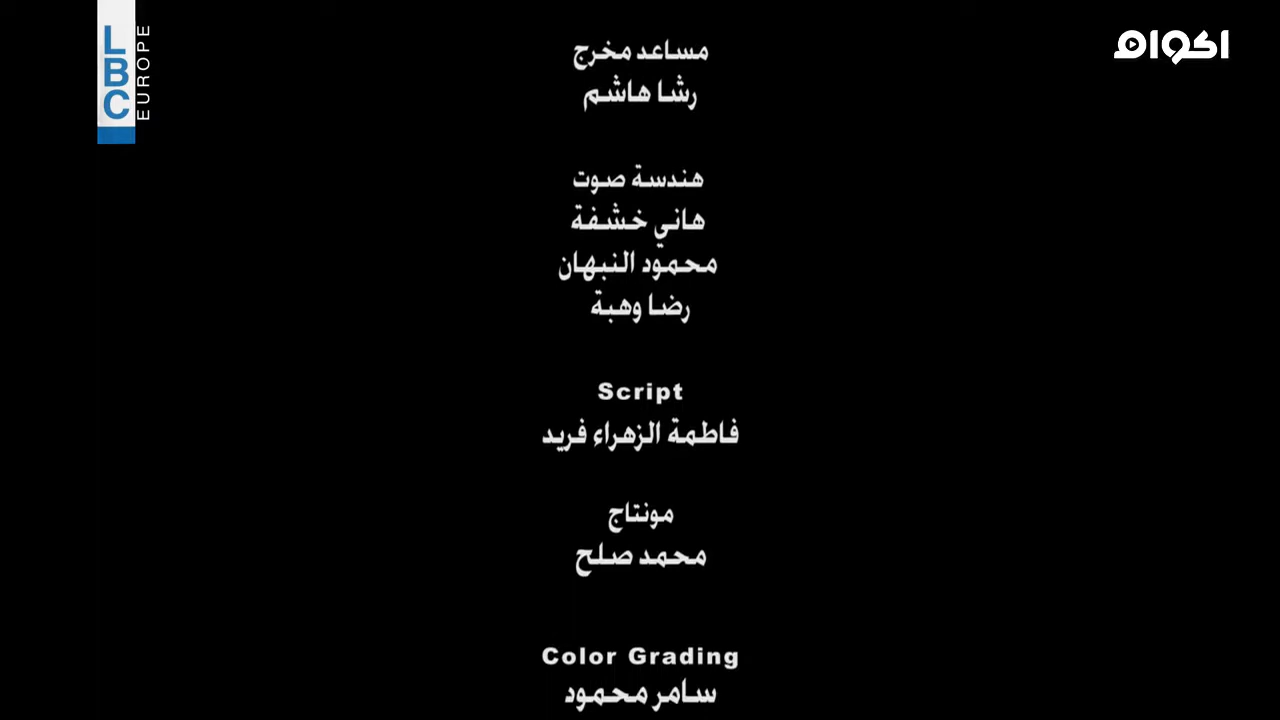 LBC
EUROPE
اكوام
مساعد مخرج
رشا هاشم
هندسة صوت
هاني خشفة
محمود النبهان
رضا وهبة
Script
فاطمة الزهراء فريد
مونتاج
محمد صلح
Color Grading
سامر محمود